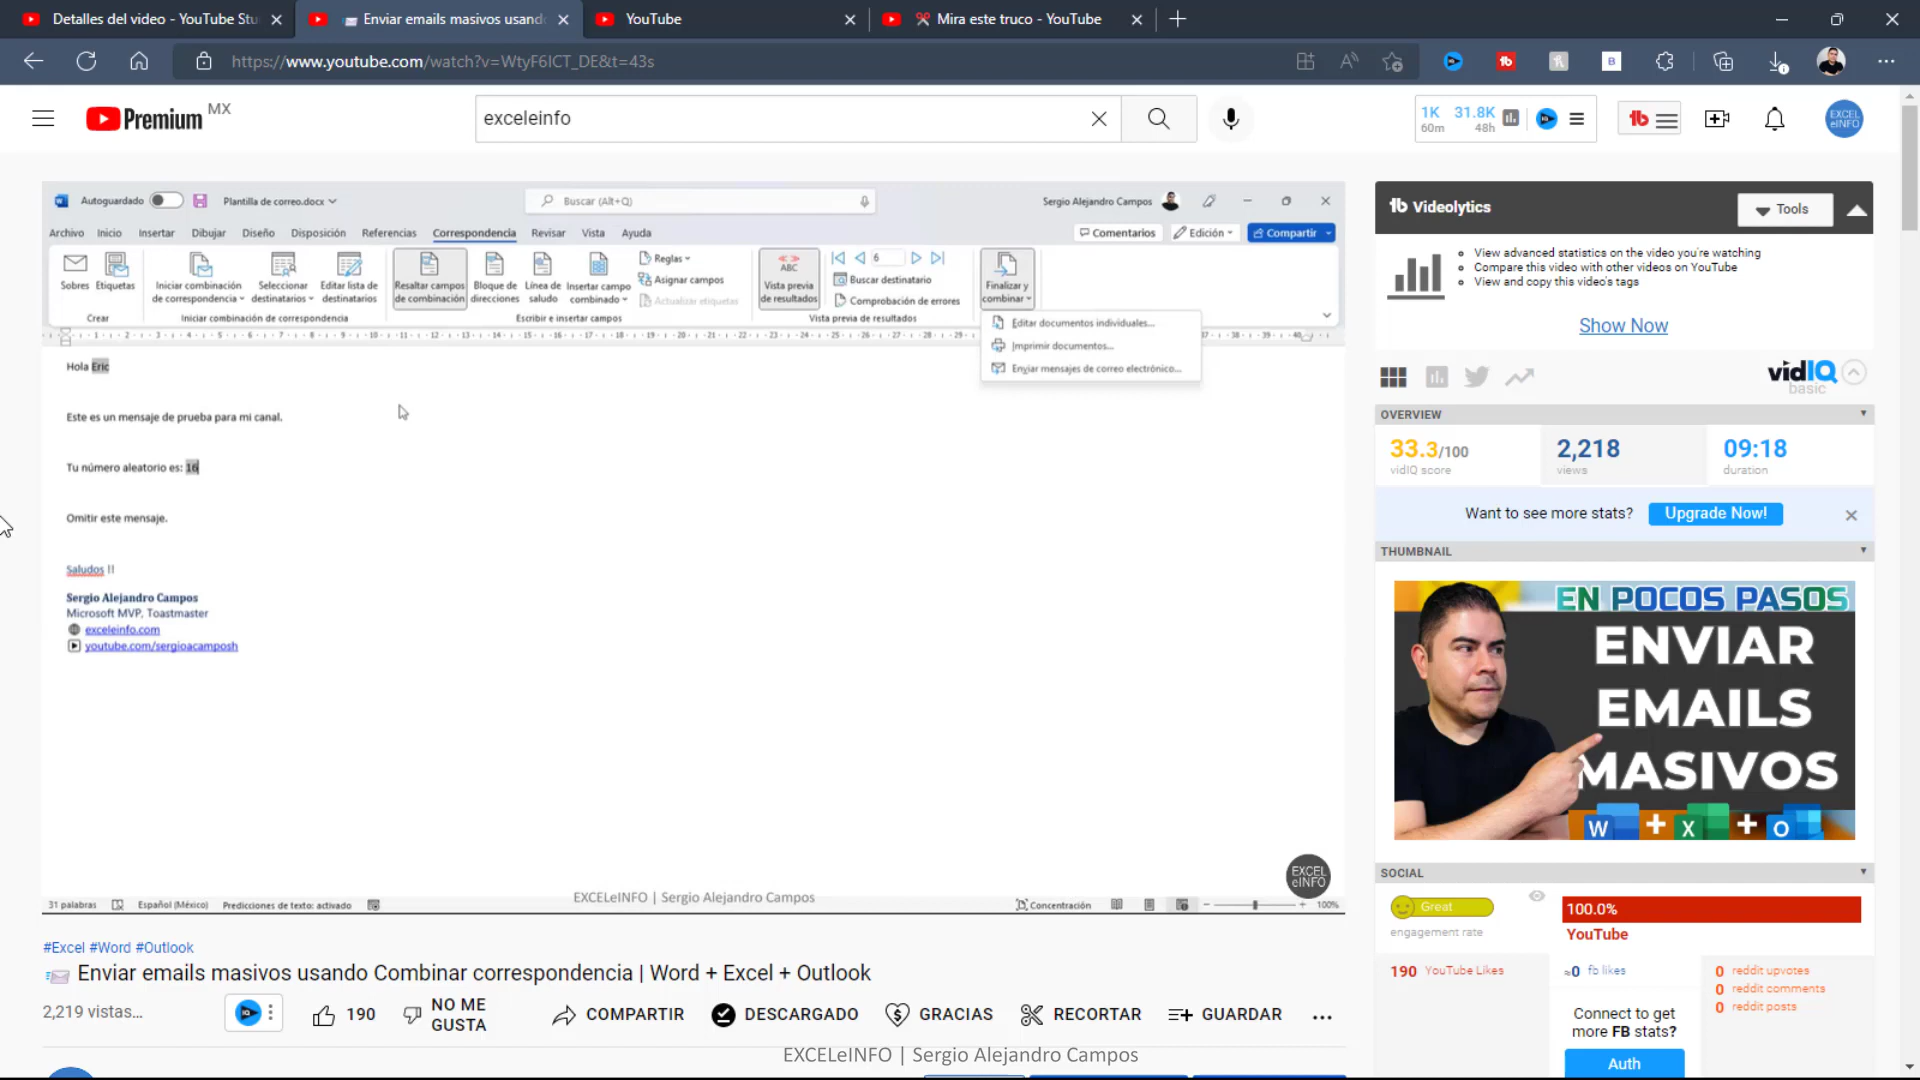 Detalles del video - YouTube Stu
Enviar emails masivos usando
YouTube
Mira este truco - YouTube
https://www.youtube.com/watch?v=WtyF6ICT_DE&t=43s
Premium MX
exceleinfo
1K 31.8K
60m 48h
EXCEL eINFO
Autoguardado Plantilla de correo.docx Buscar (Alt+Q) Sergio Alejandro Campos
Archivo Inicio Insertar Dibujar Diseño Disposición Referencias Correspondencia Revisar Vista Ayuda Comentarios Edición Compartir
Sobres Etiquetas
Crear
Iniciar combinación de correspondencia
Seleccionar destinatarios
Editar lista de destinatarios
Iniciar combinación de correspondencia
Resaltar campos de combinación
Bloque de direcciones
Línea de saludo
Insertar campo combinado
Reglas
Asignar campos
Actualizar etiquetas
Escribir e insertar campos
ABC
Vista previa de resultados
6
Buscar destinatario
Comprobación de errores
Vista previa de resultados
Finalizar y combinar
Editar documentos individuales...
Imprimir documentos...
Enviar mensajes de correo electrónico...
Hola Eric
Este es un mensaje de prueba para mi canal.
Tu número aleatorio es: 16
Omitir este mensaje.
Saludos !!
Sergio Alejandro Campos
Microsoft MVP, Toastmaster
exceleinfo.com
youtube.com/sergioacamposh
EXCEL eINFO
EXCELeINFO | Sergio Alejandro Campos
31 palabras Español (México) Predicciones de texto: activado Concentración 100%
#Excel #Word #Outlook
Enviar emails masivos usando Combinar correspondencia | Word + Excel + Outlook
2,219 vistas...
190
NO ME GUSTA
COMPARTIR
DESCARGADO
GRACIAS
RECORTAR
GUARDAR
EXCELeINFO | Sergio Alejandro Campos
Videolytics Tools
View advanced statistics on the video you're watching
Compare this video with other videos on YouTube
View and copy this video's tags
Show Now
vidIQ
basic
OVERVIEW
33.3/100 2,218 09:18
vidIQ score views duration
Want to see more stats? Upgrade Now!
THUMBNAIL
EN POCOS PASOS
ENVIAR
EMAILS
MASIVOS
W + X + O
SOCIAL
Great
engagement rate
100.0%
YouTube
190 YouTube Likes
≈0 fb likes
0 reddit upvotes
0 reddit comments
0 reddit posts
Connect to get
more FB stats?
Auth